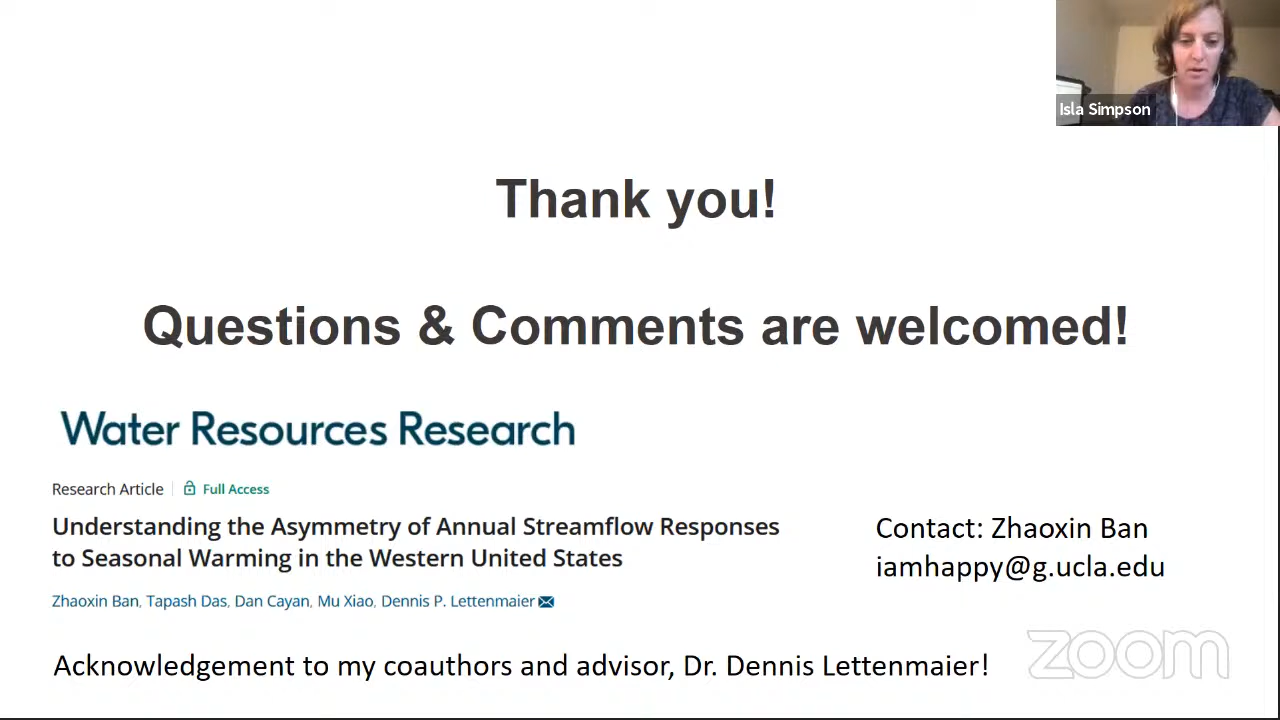 Isla Simpson
Thank you!
Questions & Comments are welcomed!
Water Resources Research
Research Article
Full Access
Understanding the Asymmetry of Annual Streamflow Responses
to Seasonal Warming in the Western United States
Zhaoxin Ban, Tapash Das, Dan Cayan, Mu Xiao, Dennis P. Lettenmaier
Contact: Zhaoxin Ban
iamhappy@g.ucla.edu
Acknowledgement to my coauthors and advisor, Dr. Dennis Lettenmaier!
zoom